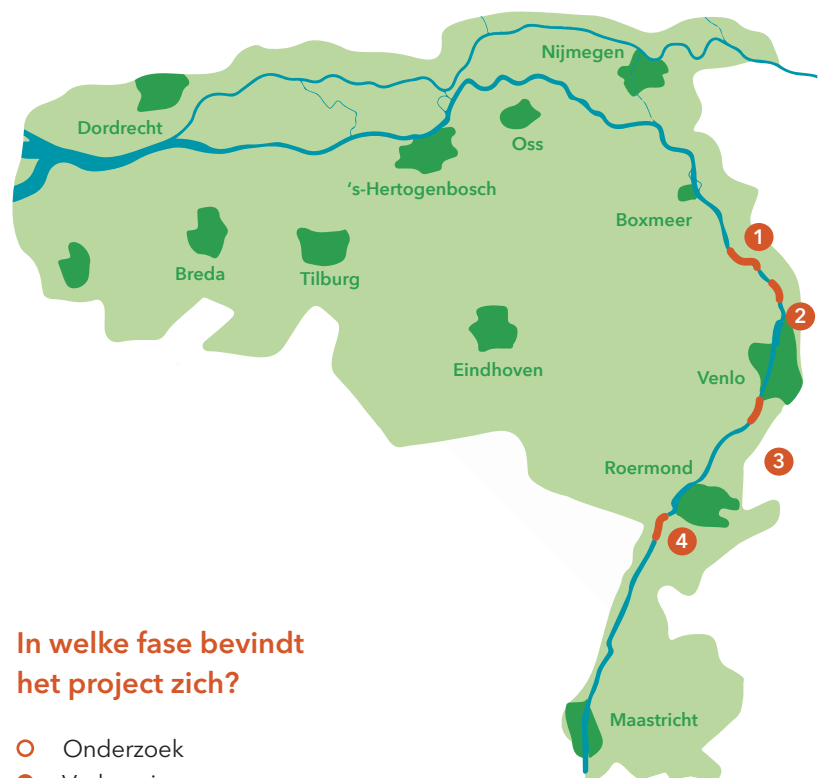 Nijmegen
Dordrecht
Oss
's-Hertogenbosch
Boxmeer
1
Breda
Tilburg
2
Eindhoven
Venlo
3
Roermond
4
In welke fase bevindt
het project zich?
Maastricht
Onderzoek